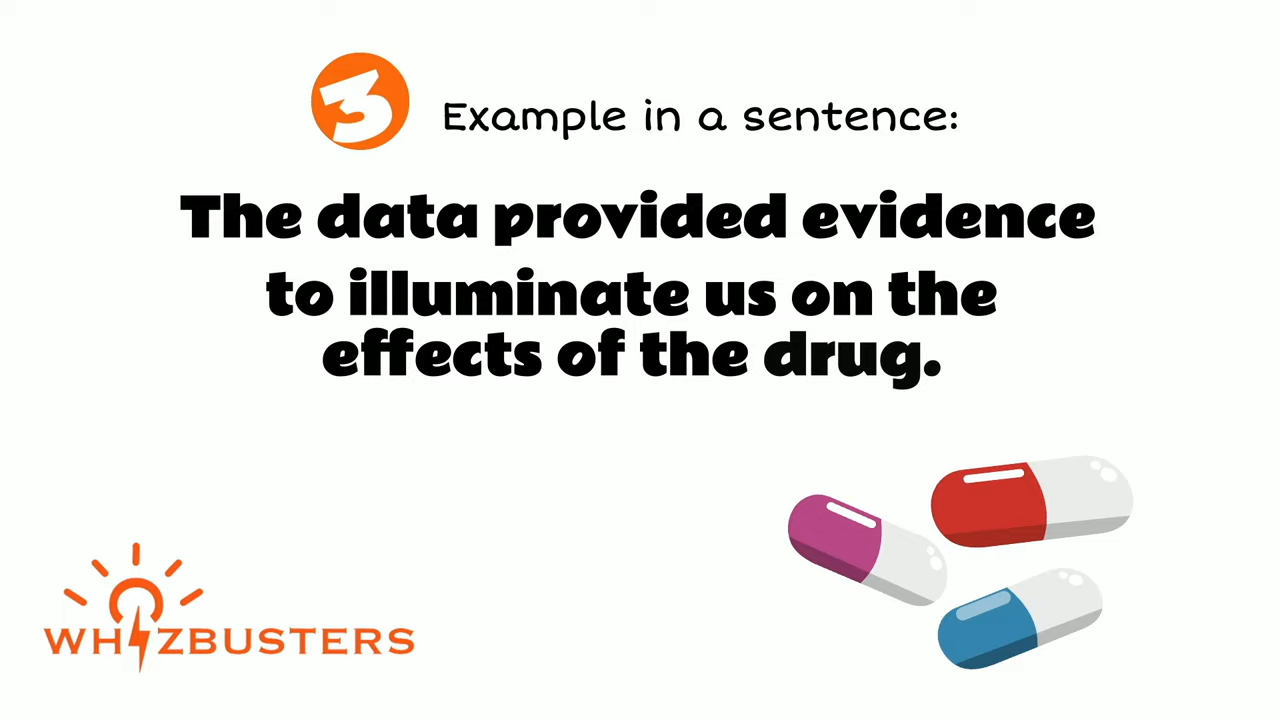 3 Example in a sentence:
The data provided evidence
to illuminate us on the
effects of the drug.
WHIZBUSTERS